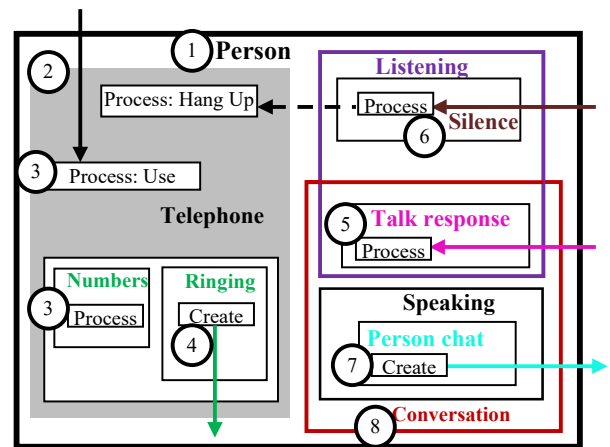 1
Person
2
Listening
Process: Hang Up
Process
Silence
6
3
Process: Use
Telephone
5
Talk response
Process
Numbers
Ringing
Speaking
3
Process
Create
4
Person chat
7
Create
8
Conversation